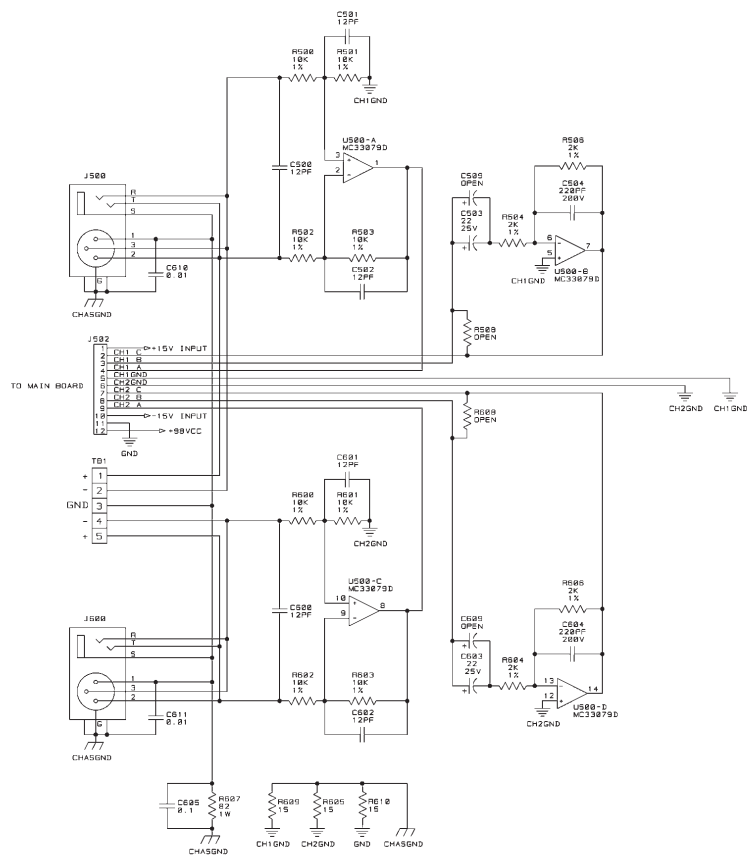 C501
12PF
R500
10K
1%
R501
10K
1%
CH1GND
U500-A
MC33079D
3
+
1
2
-
C500
12PF
R506
2K
1%
C509
OPEN
C504
220PF
200V
C503
22
25V
R504
2K
1%
6
-
7
5
+
U500-B
MC33079D
CH1GND
J500
R
T
S
1
3
2
G
C610
0.01
CHASGND
R502
10K
1%
R503
10K
1%
C502
12PF
R508
OPEN
J502
TO MAIN BOARD
1
+15V INPUT
2
CH1 C
3
CH1 B
4
CH1 A
5
CH1GND
6
CH2GND
7
CH2 C
8
CH2 B
9
CH2 A
10
-15V INPUT
11
12
+98VCC
GND
CH2GND
CH1GND
R608
OPEN
TB1
+ 1
- 2
GND 3
- 4
+ 5
C601
12PF
R600
10K
1%
R601
10K
1%
CH2GND
U500-C
MC33079D
10
+
8
9
-
C600
12PF
R606
2K
1%
C609
OPEN
C604
220PF
200V
C603
22
25V
R604
2K
1%
13
-
14
12
+
U500-D
MC33079D
CH2GND
J600
R
T
S
1
3
2
G
C611
0.01
CHASGND
R602
10K
1%
R603
10K
1%
C602
12PF
C605
0.1
R607
82
1W
CHASGND
R609
15
CH1GND
R605
15
CH2GND
R610
15
GND
CHASGND